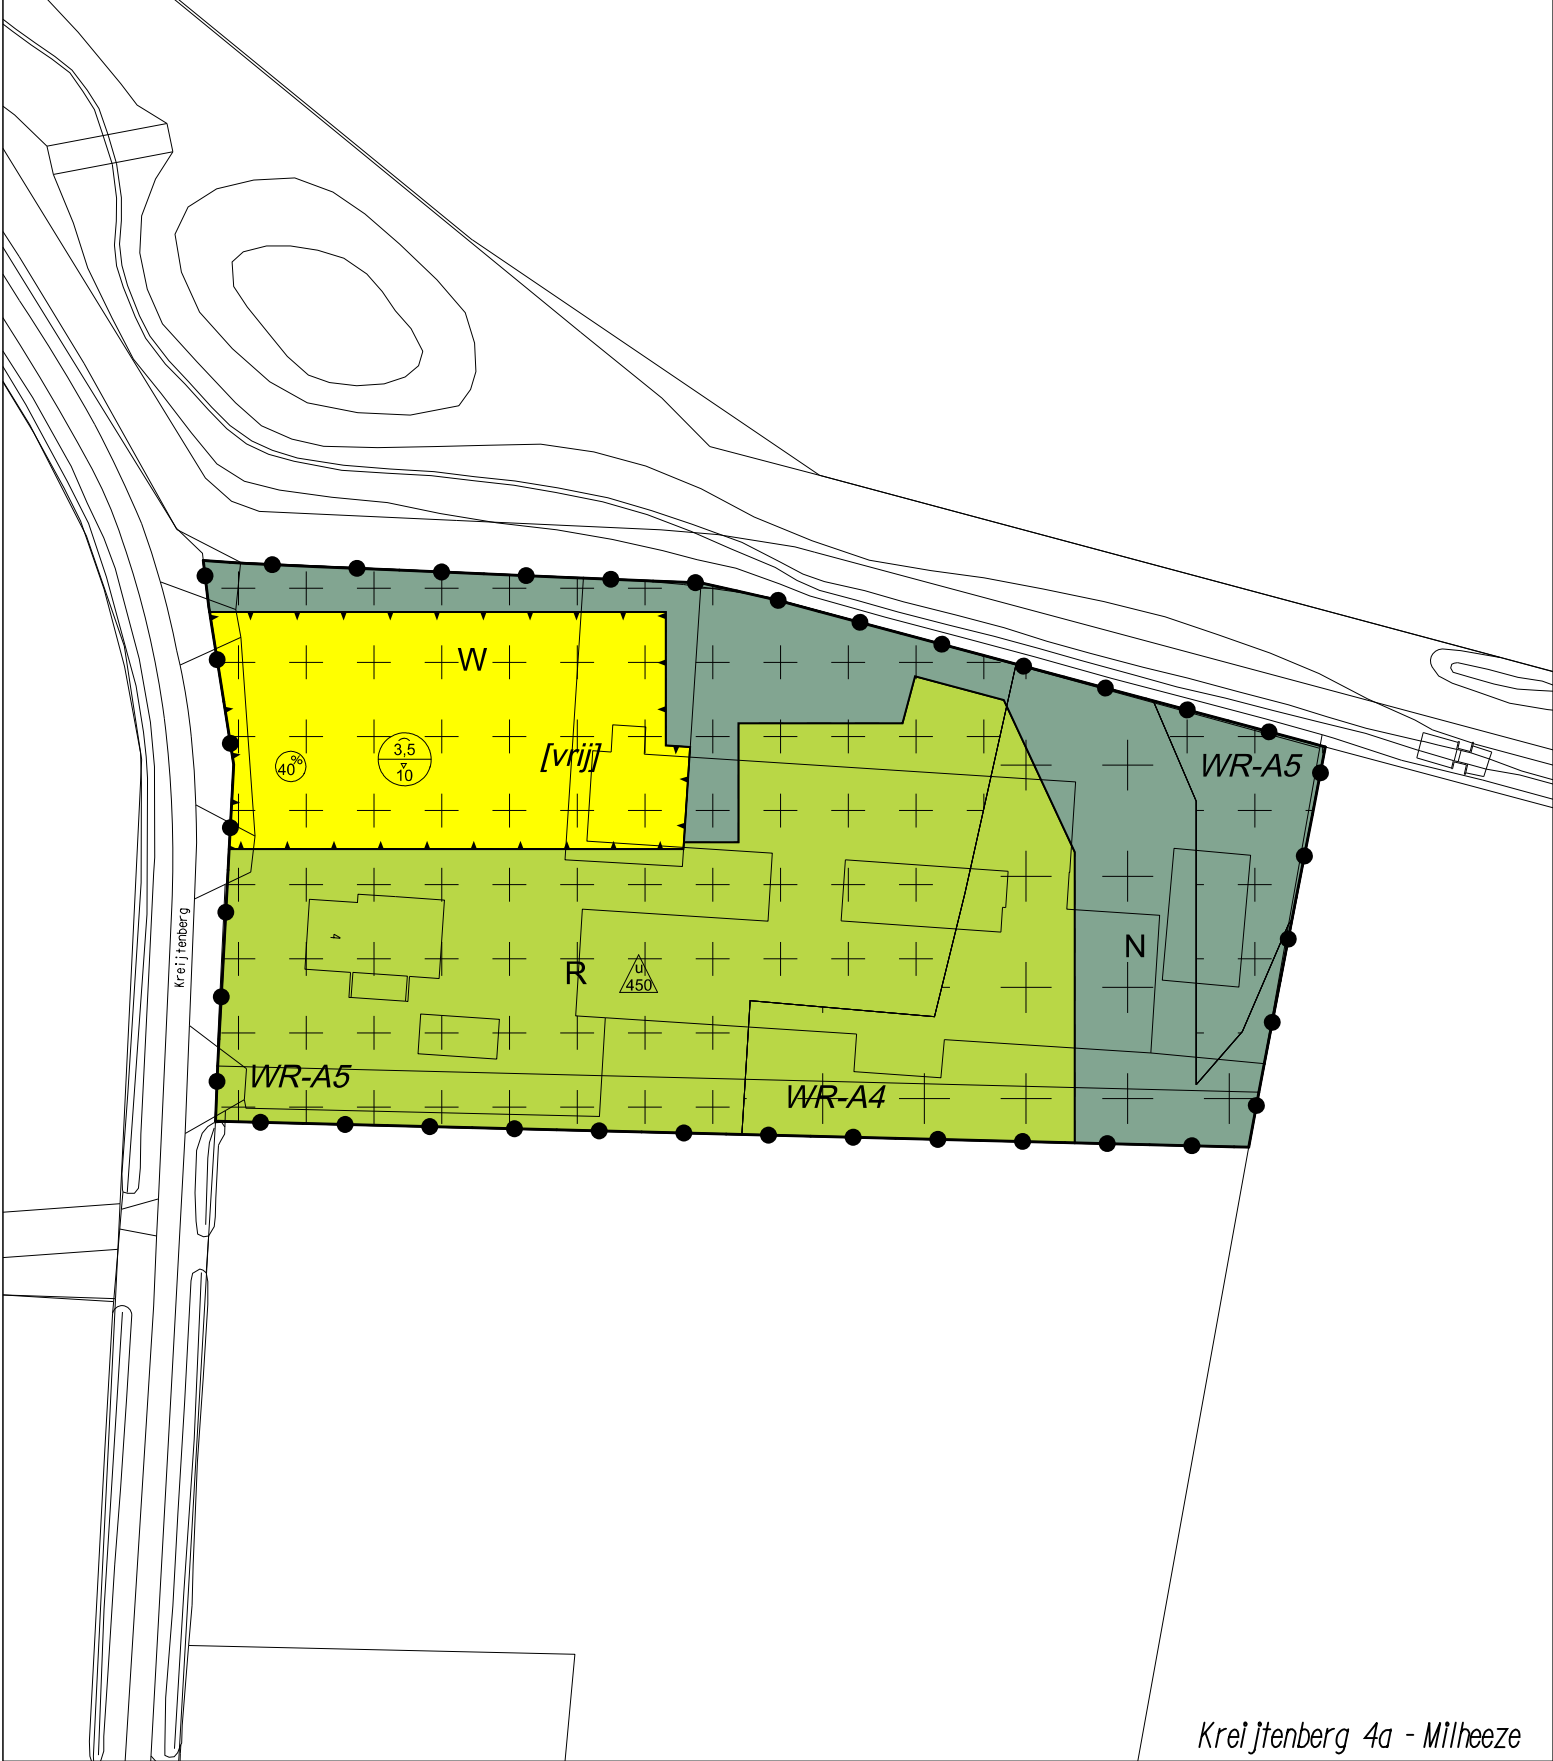 W
WR-A5
[vrij]
3,5
10
40%
Kreijtenberg
4
N
R
u
450
WR-A5
WR-A4
Kreijtenberg 4a - Milheeze